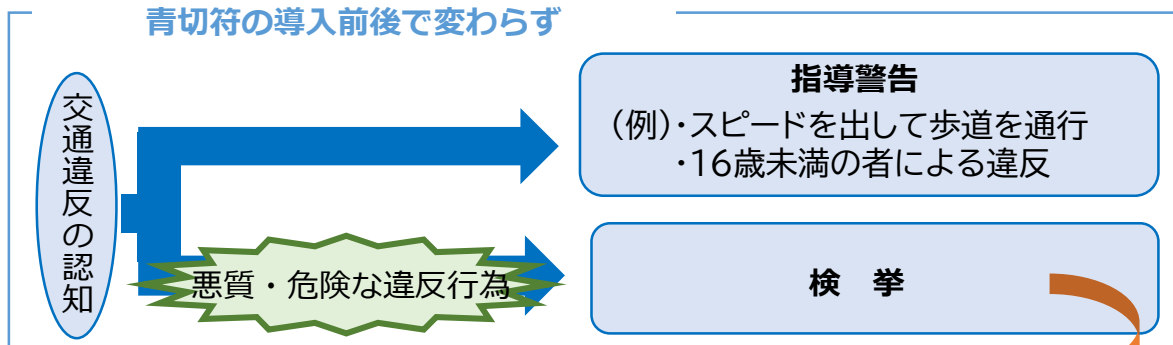 青切符の導入前後で変わらず
交通違反の認知
指導警告
(例)・スピードを出して歩道を通行
・16歳未満の者による違反
悪質・危険な違反行為
検 挙